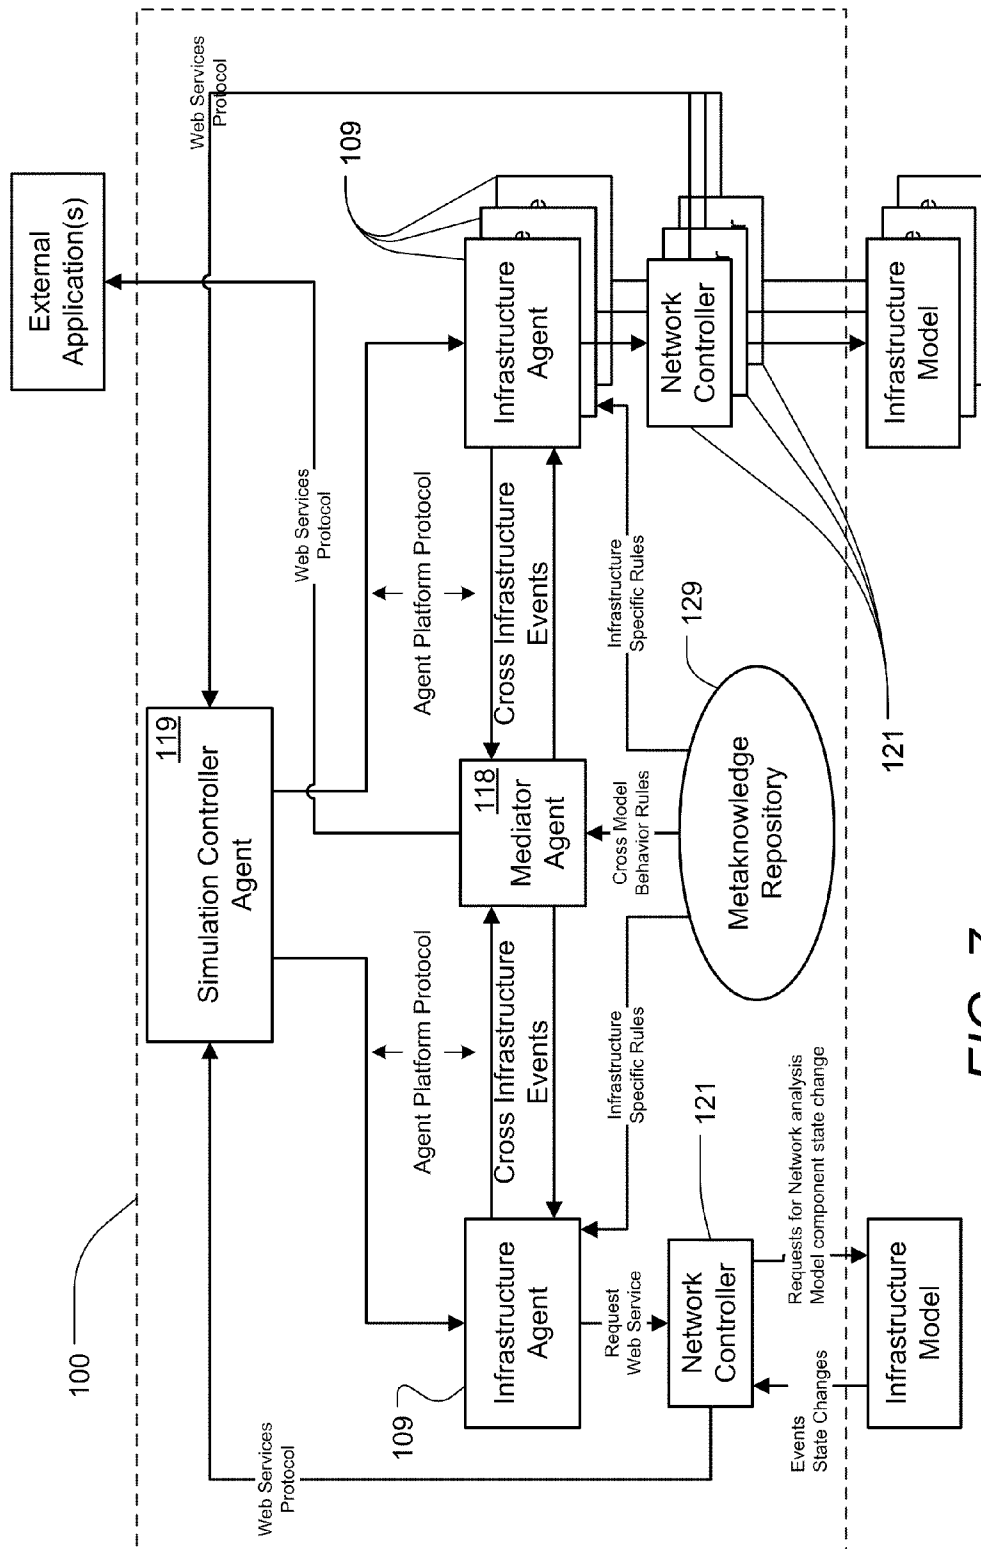 External
Application(s)
Web Services
Protocol
100
119
Simulation Controller
Agent
Web Services
Protocol
Web Services
Protocol
109
Agent Platform Protocol
Agent Platform Protocol
Infrastructure
Agent
109
Cross Infrastructure
Events
118
Mediator
Agent
Cross Infrastructure
Events
Infrastructure
Agent
e
e
Request
Web Service
Infrastructure
Specific Rules
Cross Model
Behavior Rules
Infrastructure
Specific Rules
121
Network
Controller
Metaknowledge
Repository
129
Network
Controller
r
r
121
Events
State Changes
Requests for Network analysis
Model component state change
Infrastructure
Model
Infrastructure
Model
e
e
FIG. 7